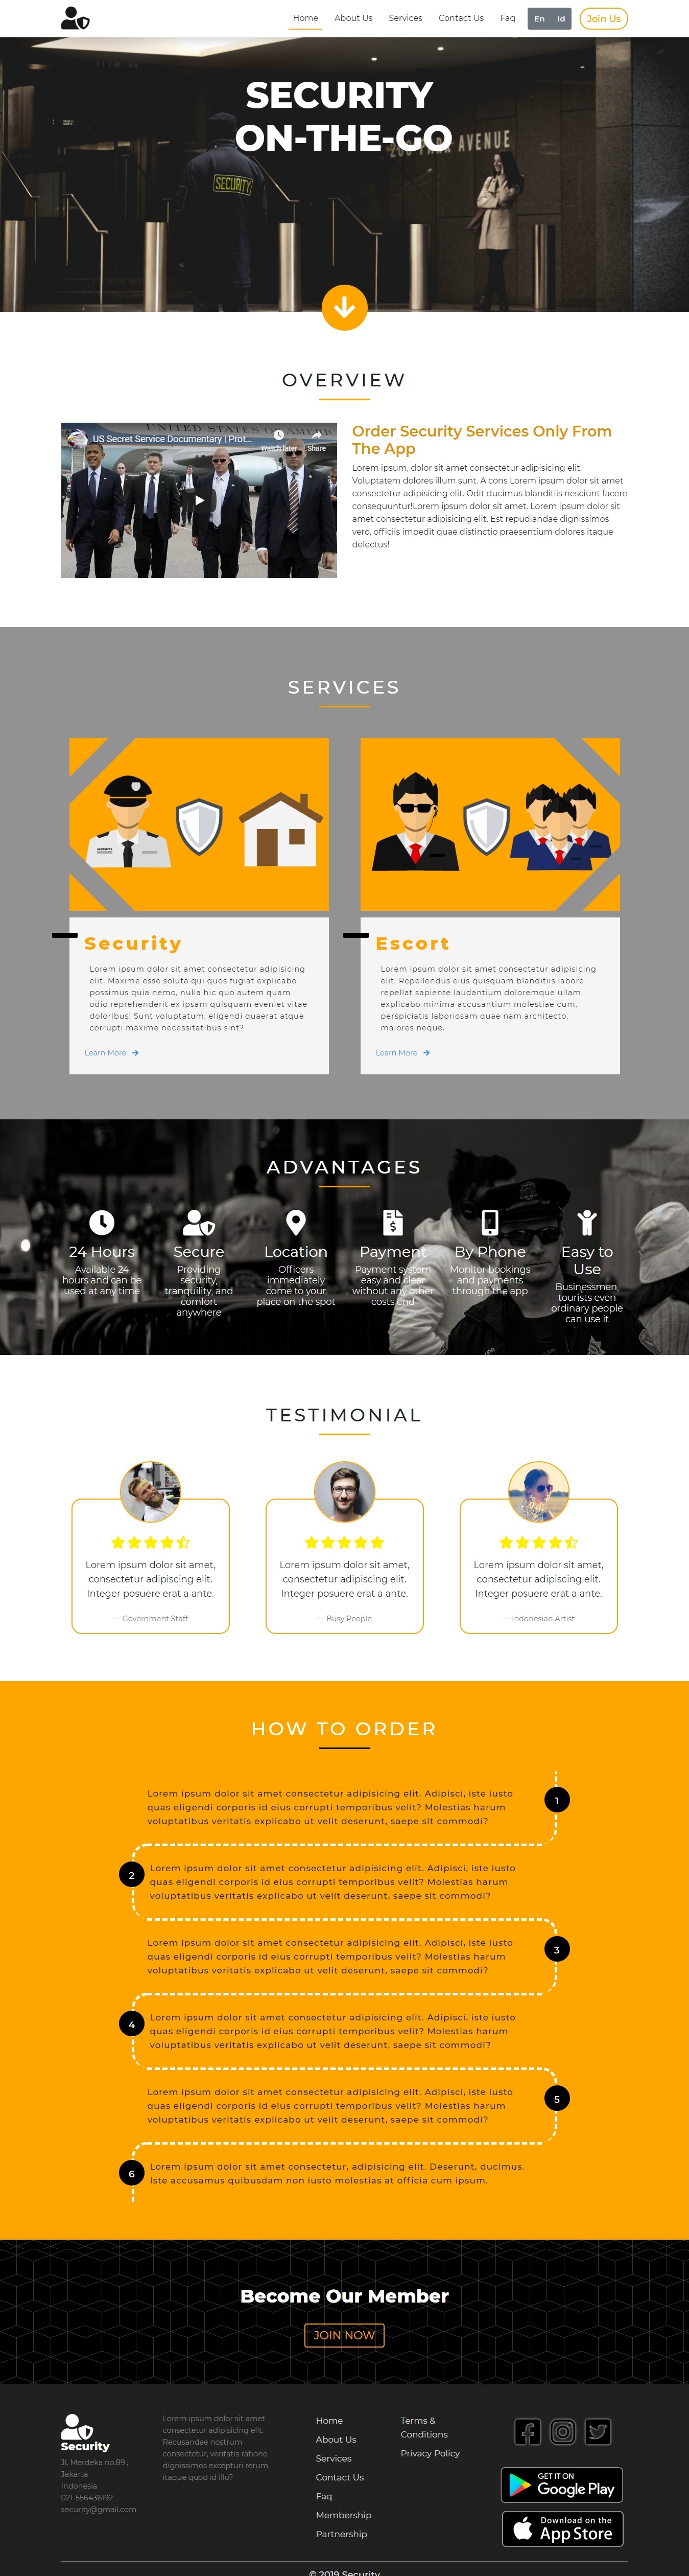 Home About Us Services Contact Us Faq En Id Join Us
SECURITY
ON-THE-GO
PARK AVENUE
SECURITY
OVERVIEW
UNITED STATES OF AMERICA
US Secret Service Documentary | Prot...
Watch later Share
Order Security Services Only From
The App
Lorem ipsum, dolor sit amet consectetur adipisicing elit.
Voluptatem dolores illum sunt. A cons Lorem ipsum dolor sit amet
consectetur adipisicing elit. Odit ducimus blanditiis nesciunt facere
consequuntur!Lorem ipsum dolor sit amet. Lorem ipsum dolor sit
amet consectetur adipisicing elit. Est repudiandae dignissimos
vero, officiis impedit quae distinctio praesentium dolores itaque
delectus!
SERVICES
SECURITY
Security
Lorem ipsum dolor sit amet consectetur adipisicing
elit. Maxime esse soluta qui quos fugiat explicabo
possimus quia nemo, nulla hic quo autem quam
odio reprehenderit ex ipsam quisquam eveniet vitae
doloribus! Sunt voluptatum, eligendi quaerat atque
corrupti maxime necessitatibus sint?
Learn More
Escort
Lorem ipsum dolor sit amet consectetur adipisicing
elit. Repellendus eius quisquam blanditiis labore
repellat sapiente laudantium doloremque ullam
explicabo minima accusantium molestiae cum,
perspiciatis laboriosam quae nam architecto,
maiores neque.
Learn More
ADVANTAGES
24 Hours
Available 24
hours and can be
used at any time
Secure
Providing
security,
tranquility, and
comfort
anywhere
Location
Officers
immediately
come to your
place on the spot
Payment
Payment system
easy and clear
without any other
costs end
By Phone
Monitor bookings
and payments
through the app
Easy to
Use
Businessmen,
tourists even
ordinary people
can use it
TESTIMONIAL
Lorem ipsum dolor sit amet,
consectetur adipiscing elit.
Integer posuere erat a ante.
— Government Staff
Lorem ipsum dolor sit amet,
consectetur adipiscing elit.
Integer posuere erat a ante.
— Busy People
Lorem ipsum dolor sit amet,
consectetur adipiscing elit.
Integer posuere erat a ante.
— Indonesian Artist
HOW TO ORDER
Lorem ipsum dolor sit amet consectetur adipisicing elit. Adipisci, iste iusto
quas eligendi corporis id eius corrupti temporibus velit? Molestias harum
voluptatibus veritatis explicabo ut velit deserunt, saepe sit commodi?
1
2
Lorem ipsum dolor sit amet consectetur adipisicing elit. Adipisci, iste iusto
quas eligendi corporis id eius corrupti temporibus velit? Molestias harum
voluptatibus veritatis explicabo ut velit deserunt, saepe sit commodi?
Lorem ipsum dolor sit amet consectetur adipisicing elit. Adipisci, iste iusto
quas eligendi corporis id eius corrupti temporibus velit? Molestias harum
voluptatibus veritatis explicabo ut velit deserunt, saepe sit commodi?
3
4
Lorem ipsum dolor sit amet consectetur adipisicing elit. Adipisci, iste iusto
quas eligendi corporis id eius corrupti temporibus velit? Molestias harum
voluptatibus veritatis explicabo ut velit deserunt, saepe sit commodi?
Lorem ipsum dolor sit amet consectetur adipisicing elit. Adipisci, iste iusto
quas eligendi corporis id eius corrupti temporibus velit? Molestias harum
voluptatibus veritatis explicabo ut velit deserunt, saepe sit commodi?
5
6
Lorem ipsum dolor sit amet consectetur, adipisicing elit. Deserunt, ducimus.
Iste accusamus quibusdam non iusto molestias at officia cum ipsum.
Become Our Member
JOIN NOW
Security
Jl. Merdeka no.89 ,
Jakarta
Indonesia
021-556436192
security@gmail.com
Lorem ipsum dolor sit amet
consectetur adipisicing elit.
Recusandae nostrum
consectetur, veritatis ratione
dignissimos excepturi rerum
itaque quod id illo?
Home
About Us
Services
Contact Us
Faq
Membership
Partnership
Terms &
Conditions
Privacy Policy
GET IT ON
Google Play
Download on the
App Store
© 2019 Security